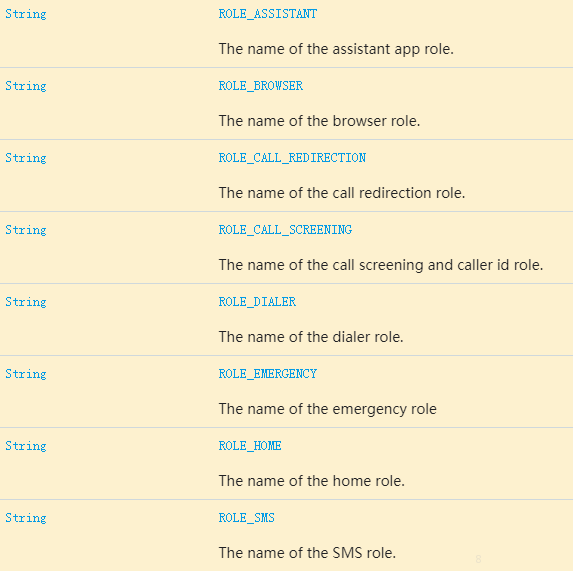 String ROLE_ASSISTANT
The name of the assistant app role.
String ROLE_BROWSER
The name of the browser role.
String ROLE_CALL_REDIRECTION
The name of the call redirection role.
String ROLE_CALL_SCREENING
The name of the call screening and caller id role.
String ROLE_DIALER
The name of the dialer role.
String ROLE_EMERGENCY
The name of the emergency role
String ROLE_HOME
The name of the home role.
String ROLE_SMS
The name of the SMS role.